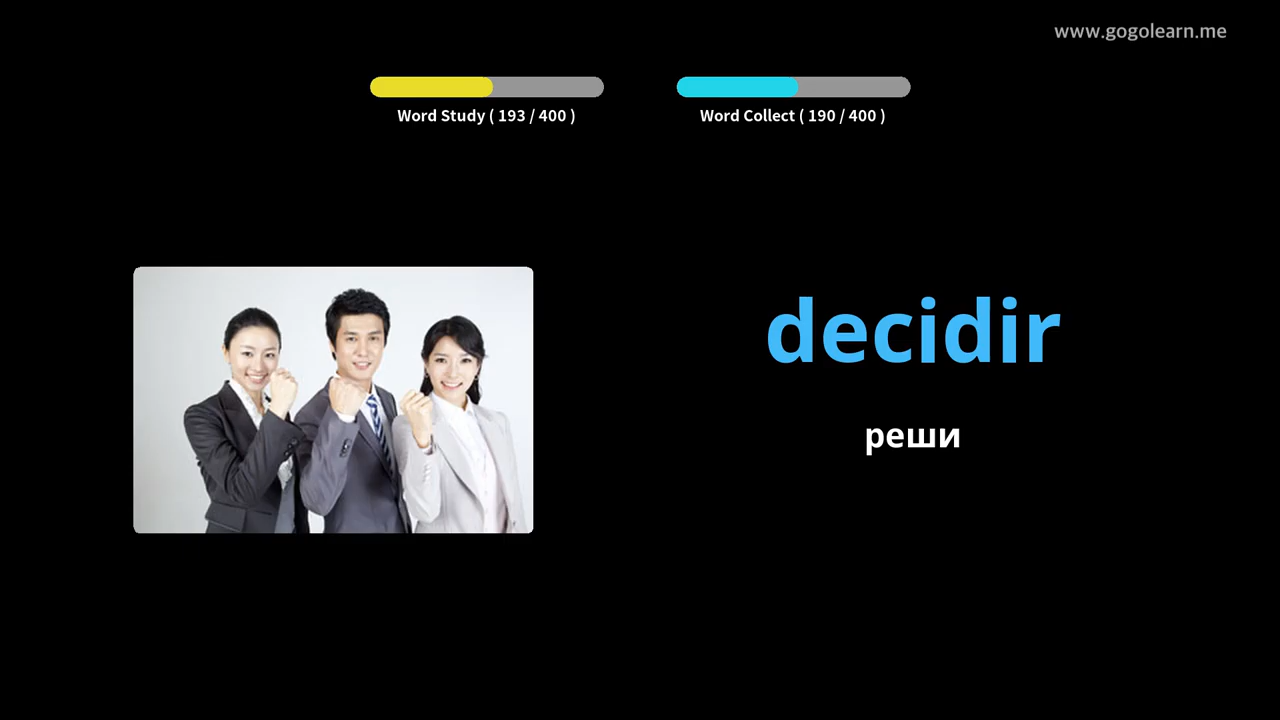 www.gogolearn.me
Word Study ( 193 / 400 )
Word Collect ( 190 / 400 )
decidir
реши